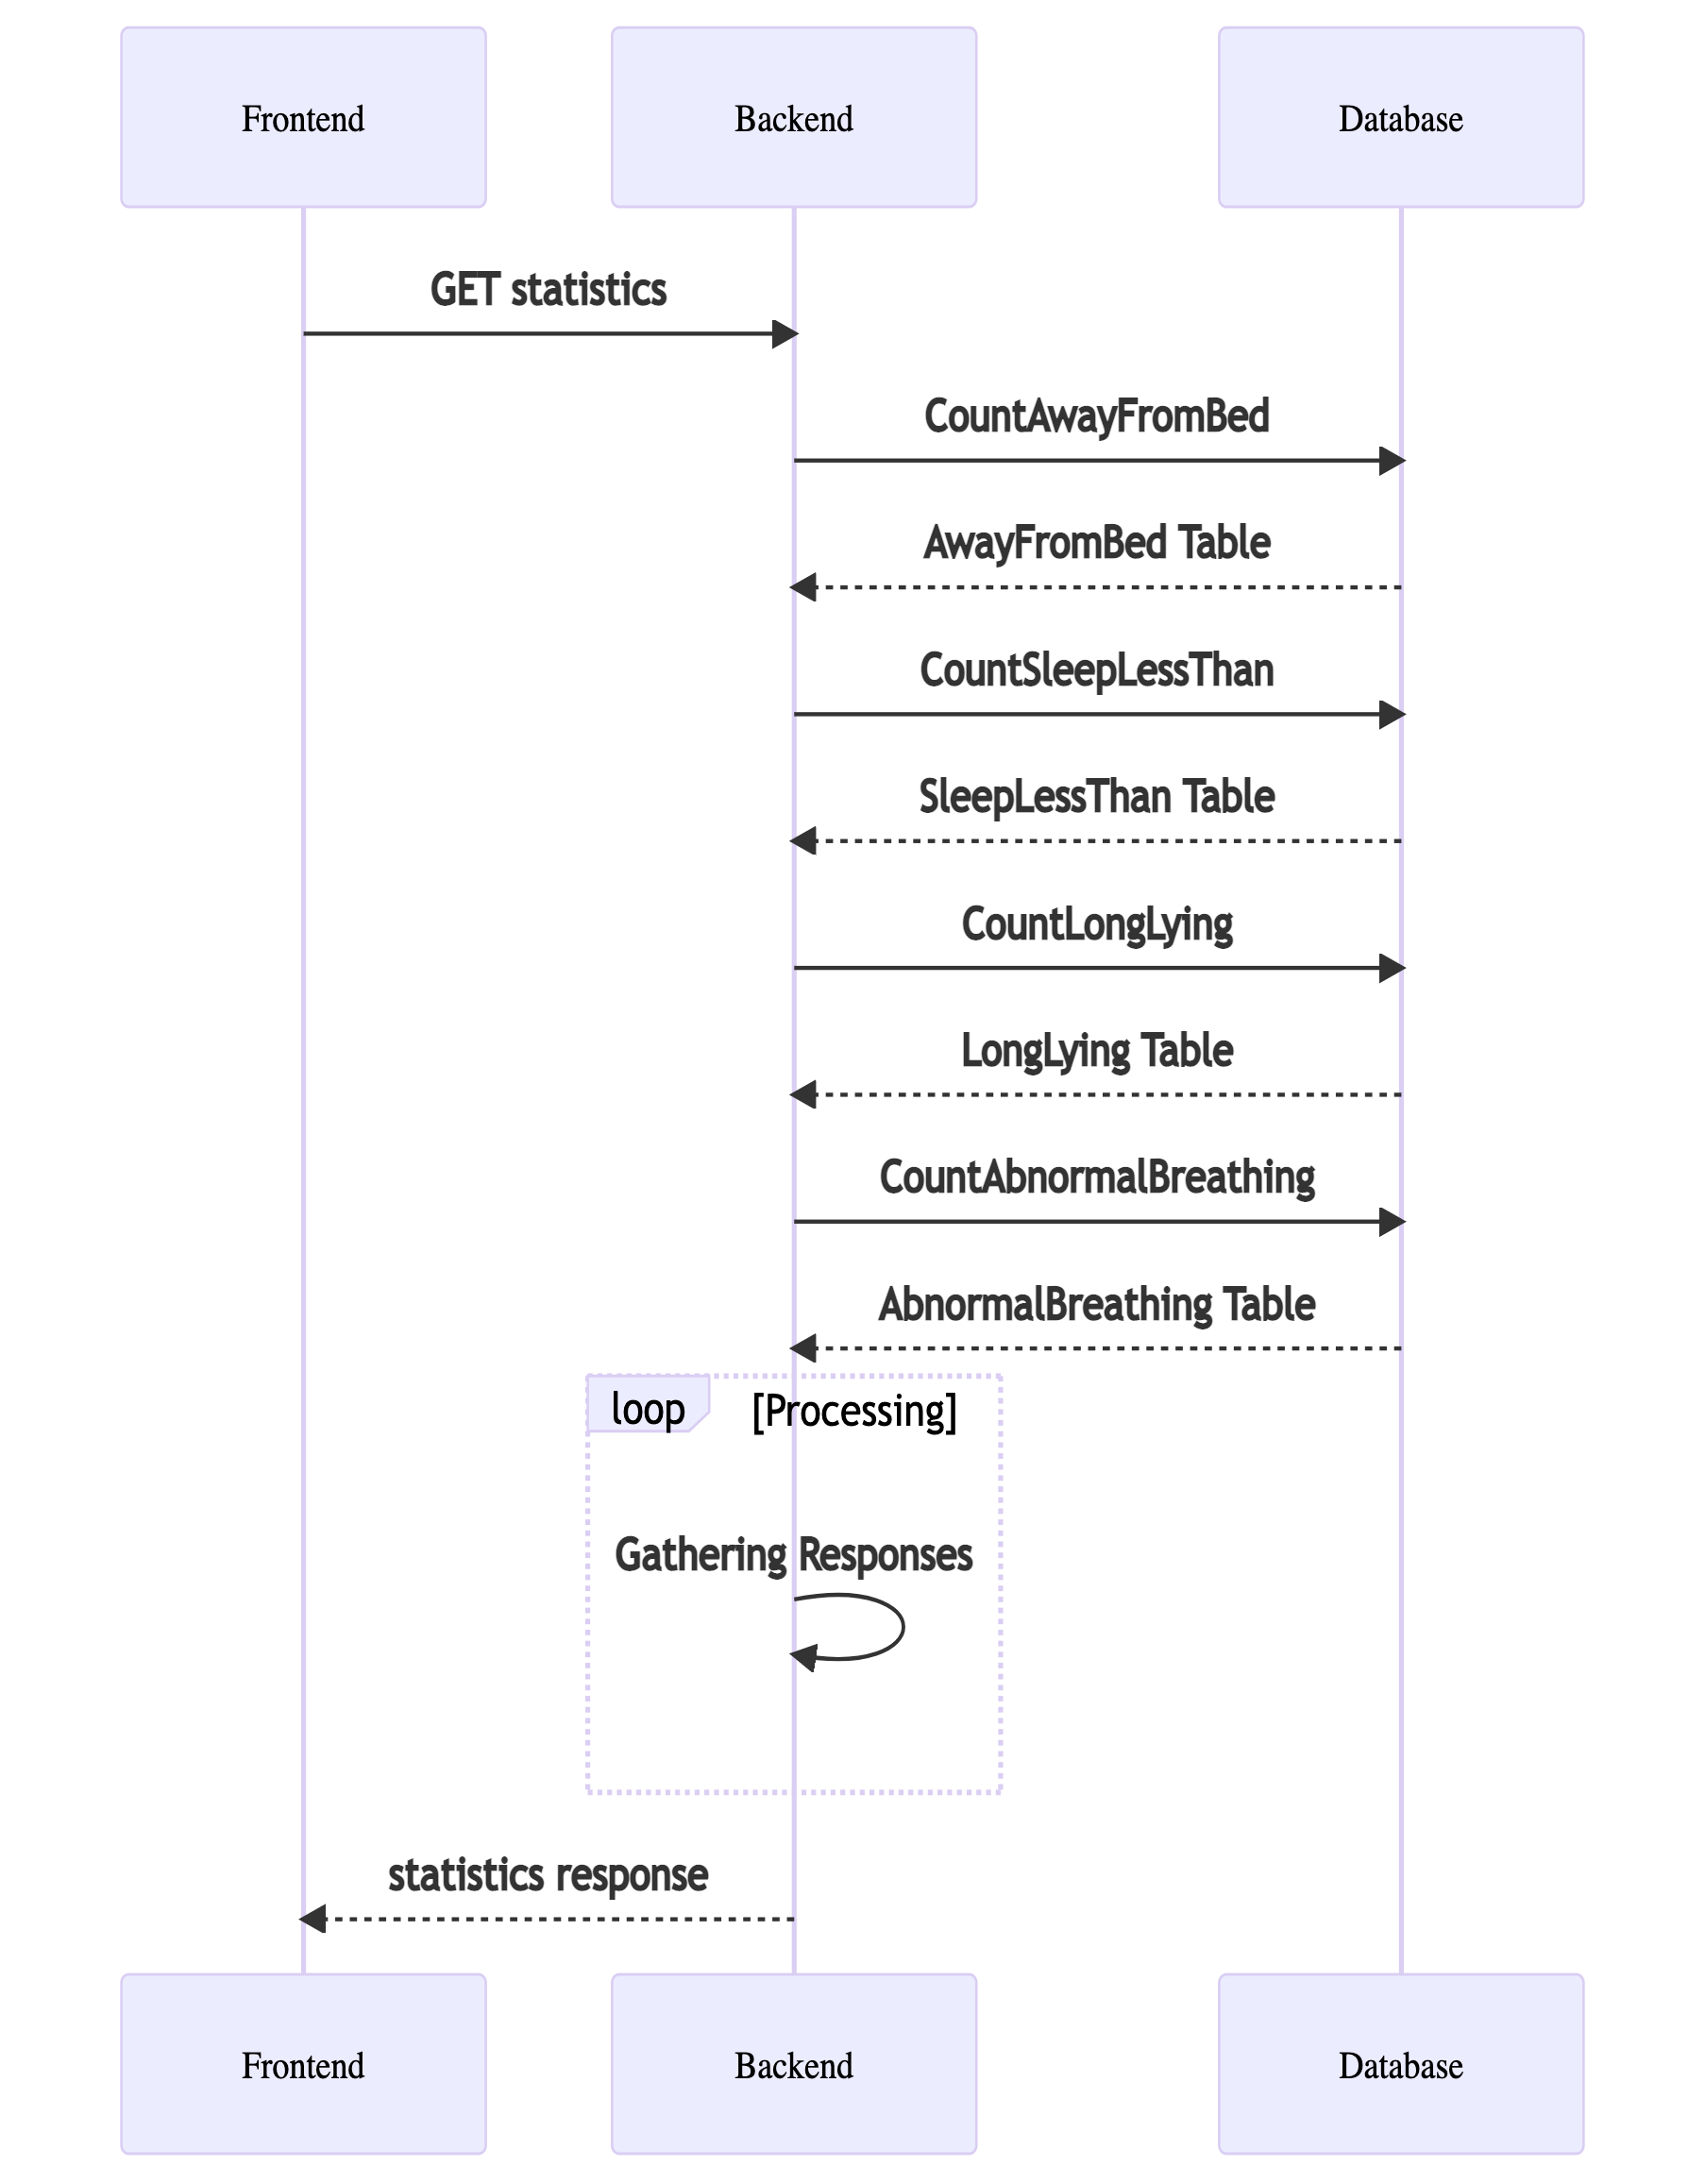 Frontend
Backend
Database
GET statistics
CountAwayFromBed
AwayFromBed Table
CountSleepLessThan
SleepLessThan Table
CountLongLying
LongLying Table
CountAbnormalBreathing
AbnormalBreathing Table
loop
[Processing]
Gathering Responses
statistics response
Frontend
Backend
Database